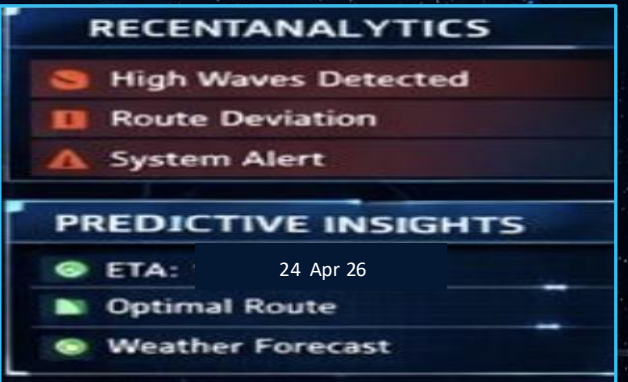 RECENTANALYTICS
High Waves Detected
Route Deviation
System Alert
PREDICTIVE INSIGHTS
ETA: 24 Apr 26
Optimal Route
Weather Forecast